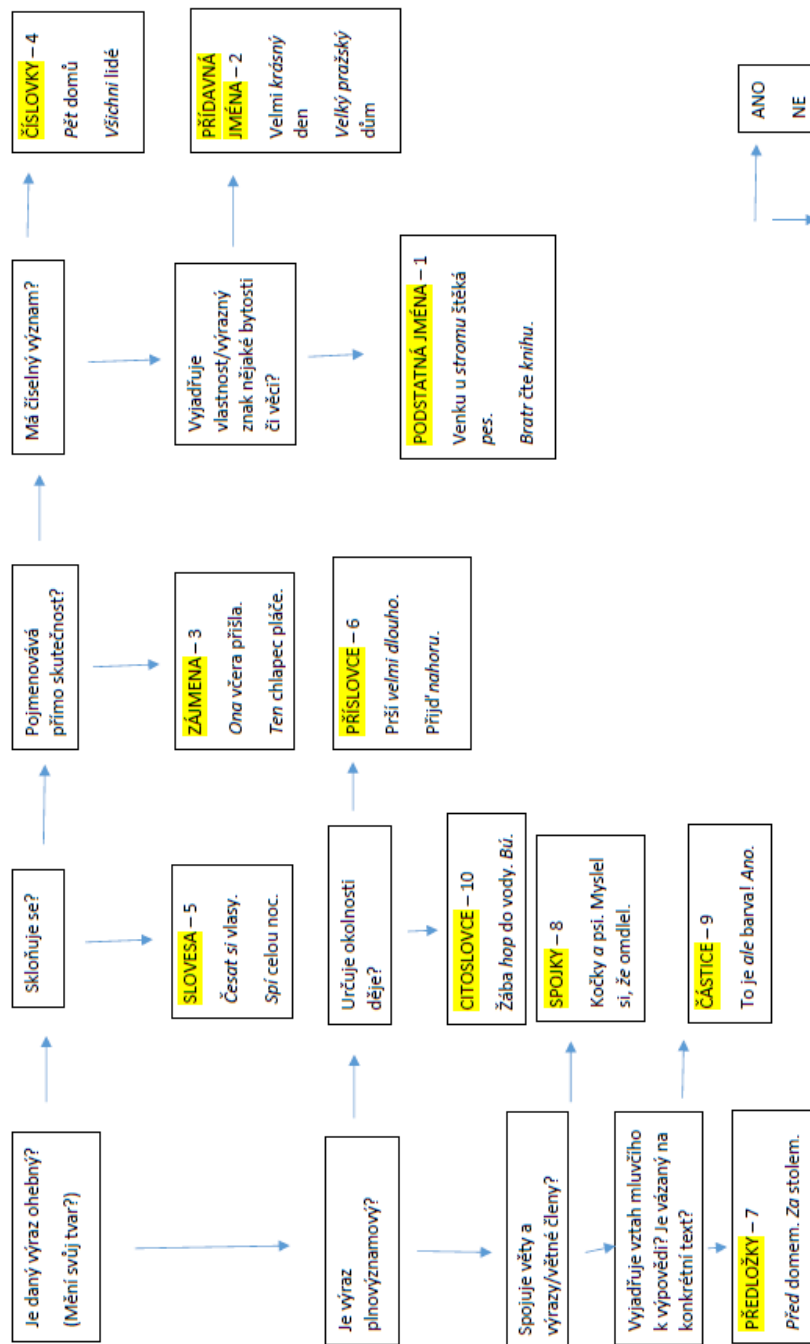 Je daný výraz ohebný?
(Mění svůj tvar?)
Skloňuje se?
Pojmenovává
přímo skutečnost?
Má číselný význam?
ČÍSLOVKY – 4
Pět domů
Všichni lidé
SLOVESA – 5
Česat si vlasy.
Spí celou noc.
ZÁJMENA – 3
Ona včera přišla.
Ten chlapec pláče.
Vyjadřuje
vlastnost/výrazný
znak nějaké bytosti
či věci?
PŘÍDAVNÁ
JMÉNA – 2
Velmi krásný
den
Velký pražský
dům
Je výraz
plnovýznamový?
Určuje okolnosti
děje?
PŘÍSLOVCE – 6
Prší velmi dlouho.
Přijď nahoru.
PODSTATNÁ JMÉNA – 1
Venku u stromu štěká
pes.
Bratr čte knihu.
CITOSLOVCE – 10
Žába hop do vody. Bú.
Spojuje věty a
výrazy/větné členy?
SPOJKY – 8
Kočky a psi. Myslel
si, že omdlel.
Vyjadřuje vztah mluvčího
k výpovědi? Je vázaný na
konkrétní text?
ČÁSTICE – 9
To je ale barva! Ano.
PŘEDLOŽKY – 7
Před domem. Za stolem.
ANO
NE